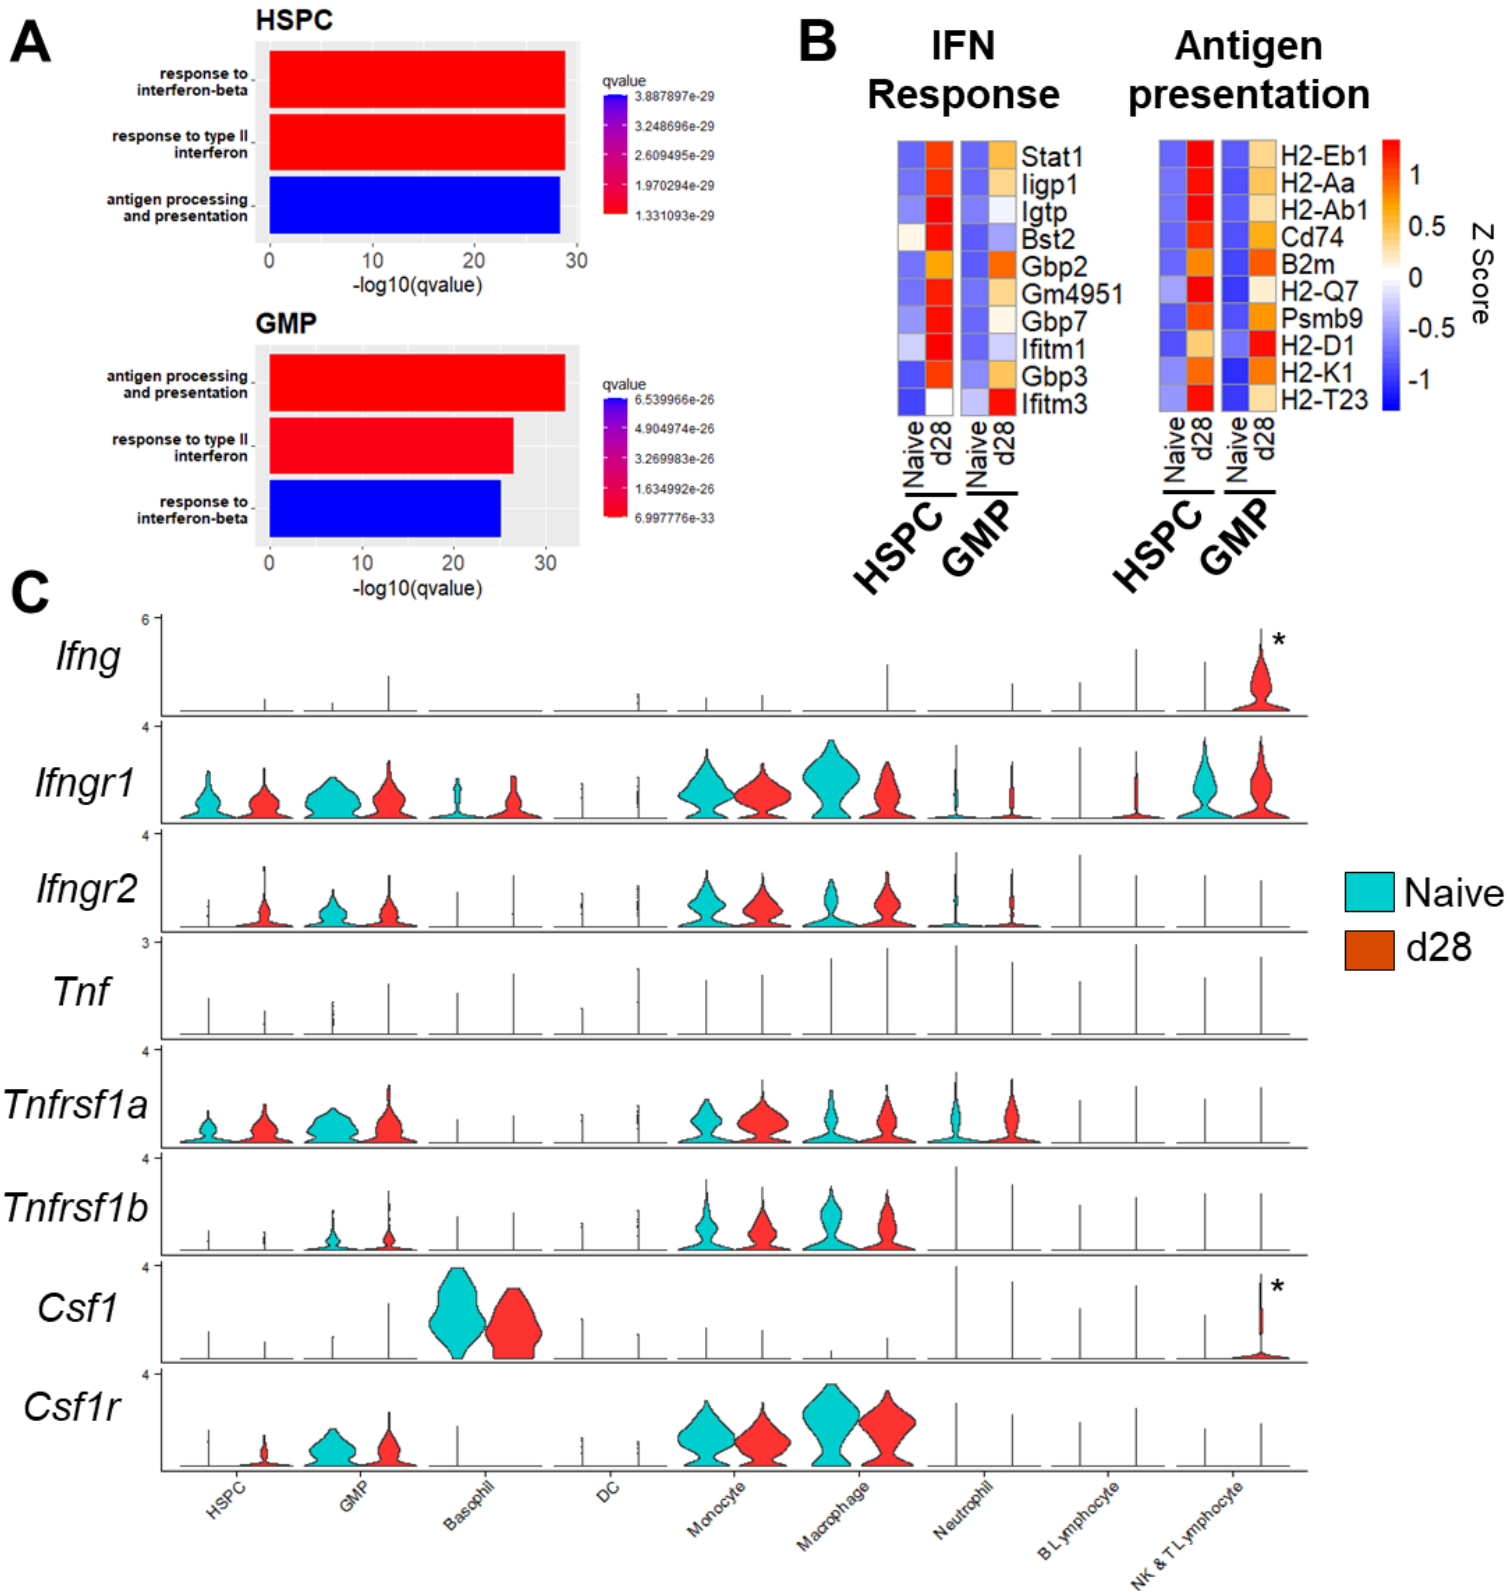 A
HSPC
response to
interferon-beta
response to type II
interferon
antigen processing
and presentation
0 10 20 30
-log10(qvalue)
qvalue
3.887897e-29
3.248696e-29
2.609495e-29
1.970294e-29
1.331093e-29
GMP
antigen processing
and presentation
response to type II
interferon
response to
interferon-beta
0 10 20 30
-log10(qvalue)
qvalue
6.539966e-26
4.904974e-26
3.269983e-26
1.634992e-26
6.997776e-33
B
IFN
Response
Stat1
Iigp1
Igtp
Bst2
Gbp2
Gm4951
Gbp7
Ifitm1
Gbp3
Ifitm3
Naive
d28
Naive
d28
HSPC
GMP
Antigen
presentation
H2-Eb1
H2-Aa
H2-Ab1
Cd74
B2m
H2-Q7
Psmb9
H2-D1
H2-K1
H2-T23
Naive
d28
Naive
d28
HSPC
GMP
1
0.5
0
-0.5
-1
Z Score
C
Ifng
6
*
Ifngr1
4
Ifngr2
4
Tnf
3
Tnfrsf1a
4
Tnfrsf1b
4
Csf1
4
*
Csf1r
4
HSPC
GMP
Basophil
DC
Monocyte
Macrophage
Neutrophil
B Lymphocyte
NK & T Lymphocyte
Naive
d28